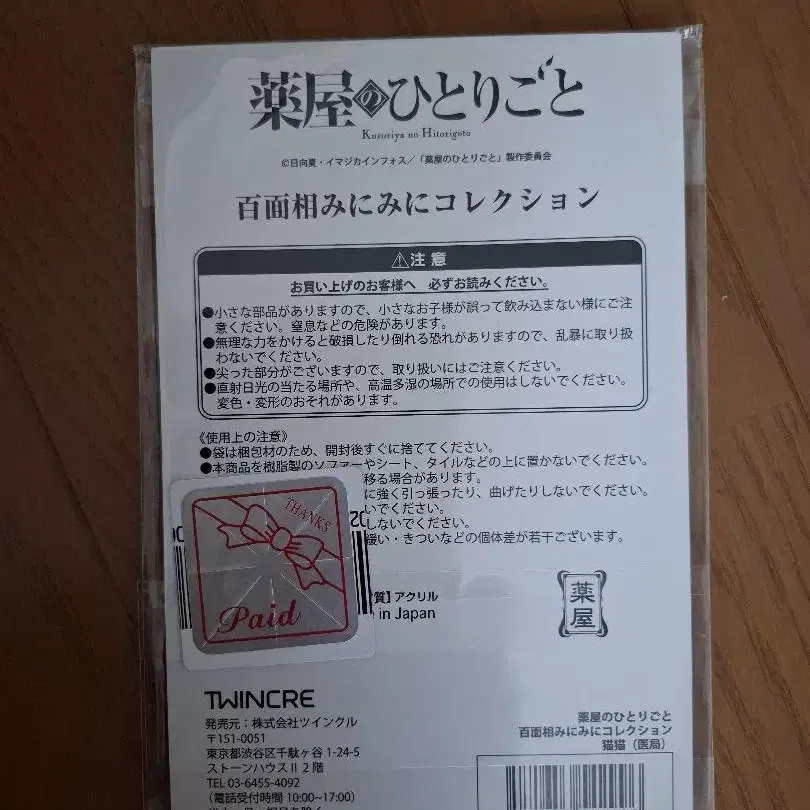 薬屋のひとりごと
Kusuriya no Hitorigoto
©日向夏・イマジカインフォス／「薬屋のひとりごと」製作委員会
百面相みにみにコレクション
⚠注意
お買い上げのお客様へ 必ずお読みください。
●小さな部品がありますので、小さなお子様が誤って飲み込まない様にご注
意ください。窒息などの危険があります。
●無理な力をかけると破損したり倒れる恐れがありますので、乱暴に取り扱
わないでください。
●尖った部分がございますので、取り扱いにはご注意ください。
●直射日光の当たる場所や、高温多湿の場所での使用はしないでください。
変色・変形のおそれがあります。
《使用上の注意》
●袋は梱包材のため、開封後すぐに捨ててください。
●本商品を樹脂製のソファーやシート、タイルなどの上に置かないでください。
移る場合があります。
に強く引っ張ったり、曲げたりしないでください。
いでください。
しないでください。
緩い・きついなどの個体差が若干ございます。
THANKS
Paid
質】アクリル
in Japan
薬屋
TWINCRE
発売元：株式会社ツインクル
〒151-0051
東京都渋谷区千駄ヶ谷1-24-5
ストーンハウスⅡ2階
TEL 03-6455-4092
（電話受付時間 10:00~17:00）
薬屋のひとりごと
百面相みにみにコレクション
猫猫（医局）